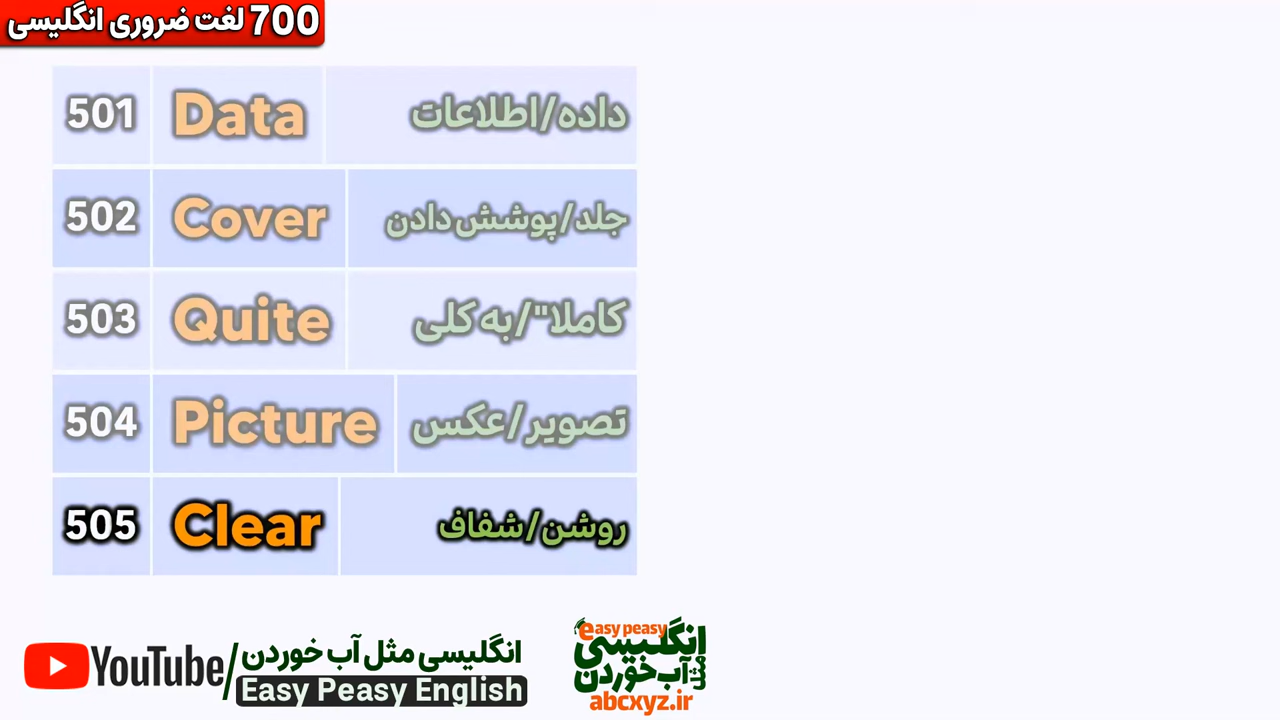 700 لغت ضروری انگلیسی
501 Data داده/اطلاعات
502 Cover جلد/پوشش دادن
503 Quite کاملا"/به کلی
504 Picture تصویر/عکس
505 Clear روشن/شفاف
YouTube/انگلیسی مثل آب خوردن
Easy Peasy English
easy peasy
انگلیسی
مثل آب خوردن
abcxyz.ir